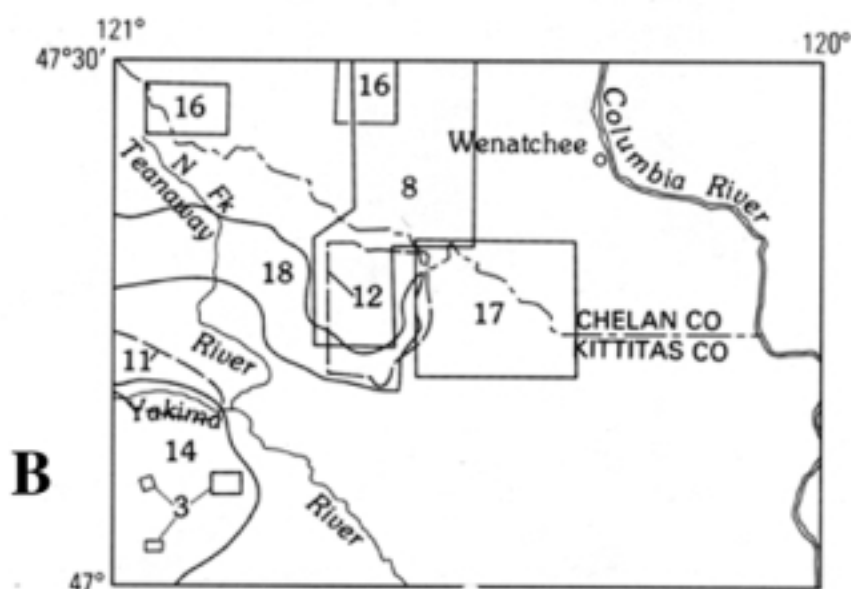 121°
120°
47°30'
16
16
Wenatchee
Columbia River
N Fk
Teanaway
8
18
12
17
CHELAN CO
KITTITAS CO
River
11
Yakima
14
B
3
River
47°